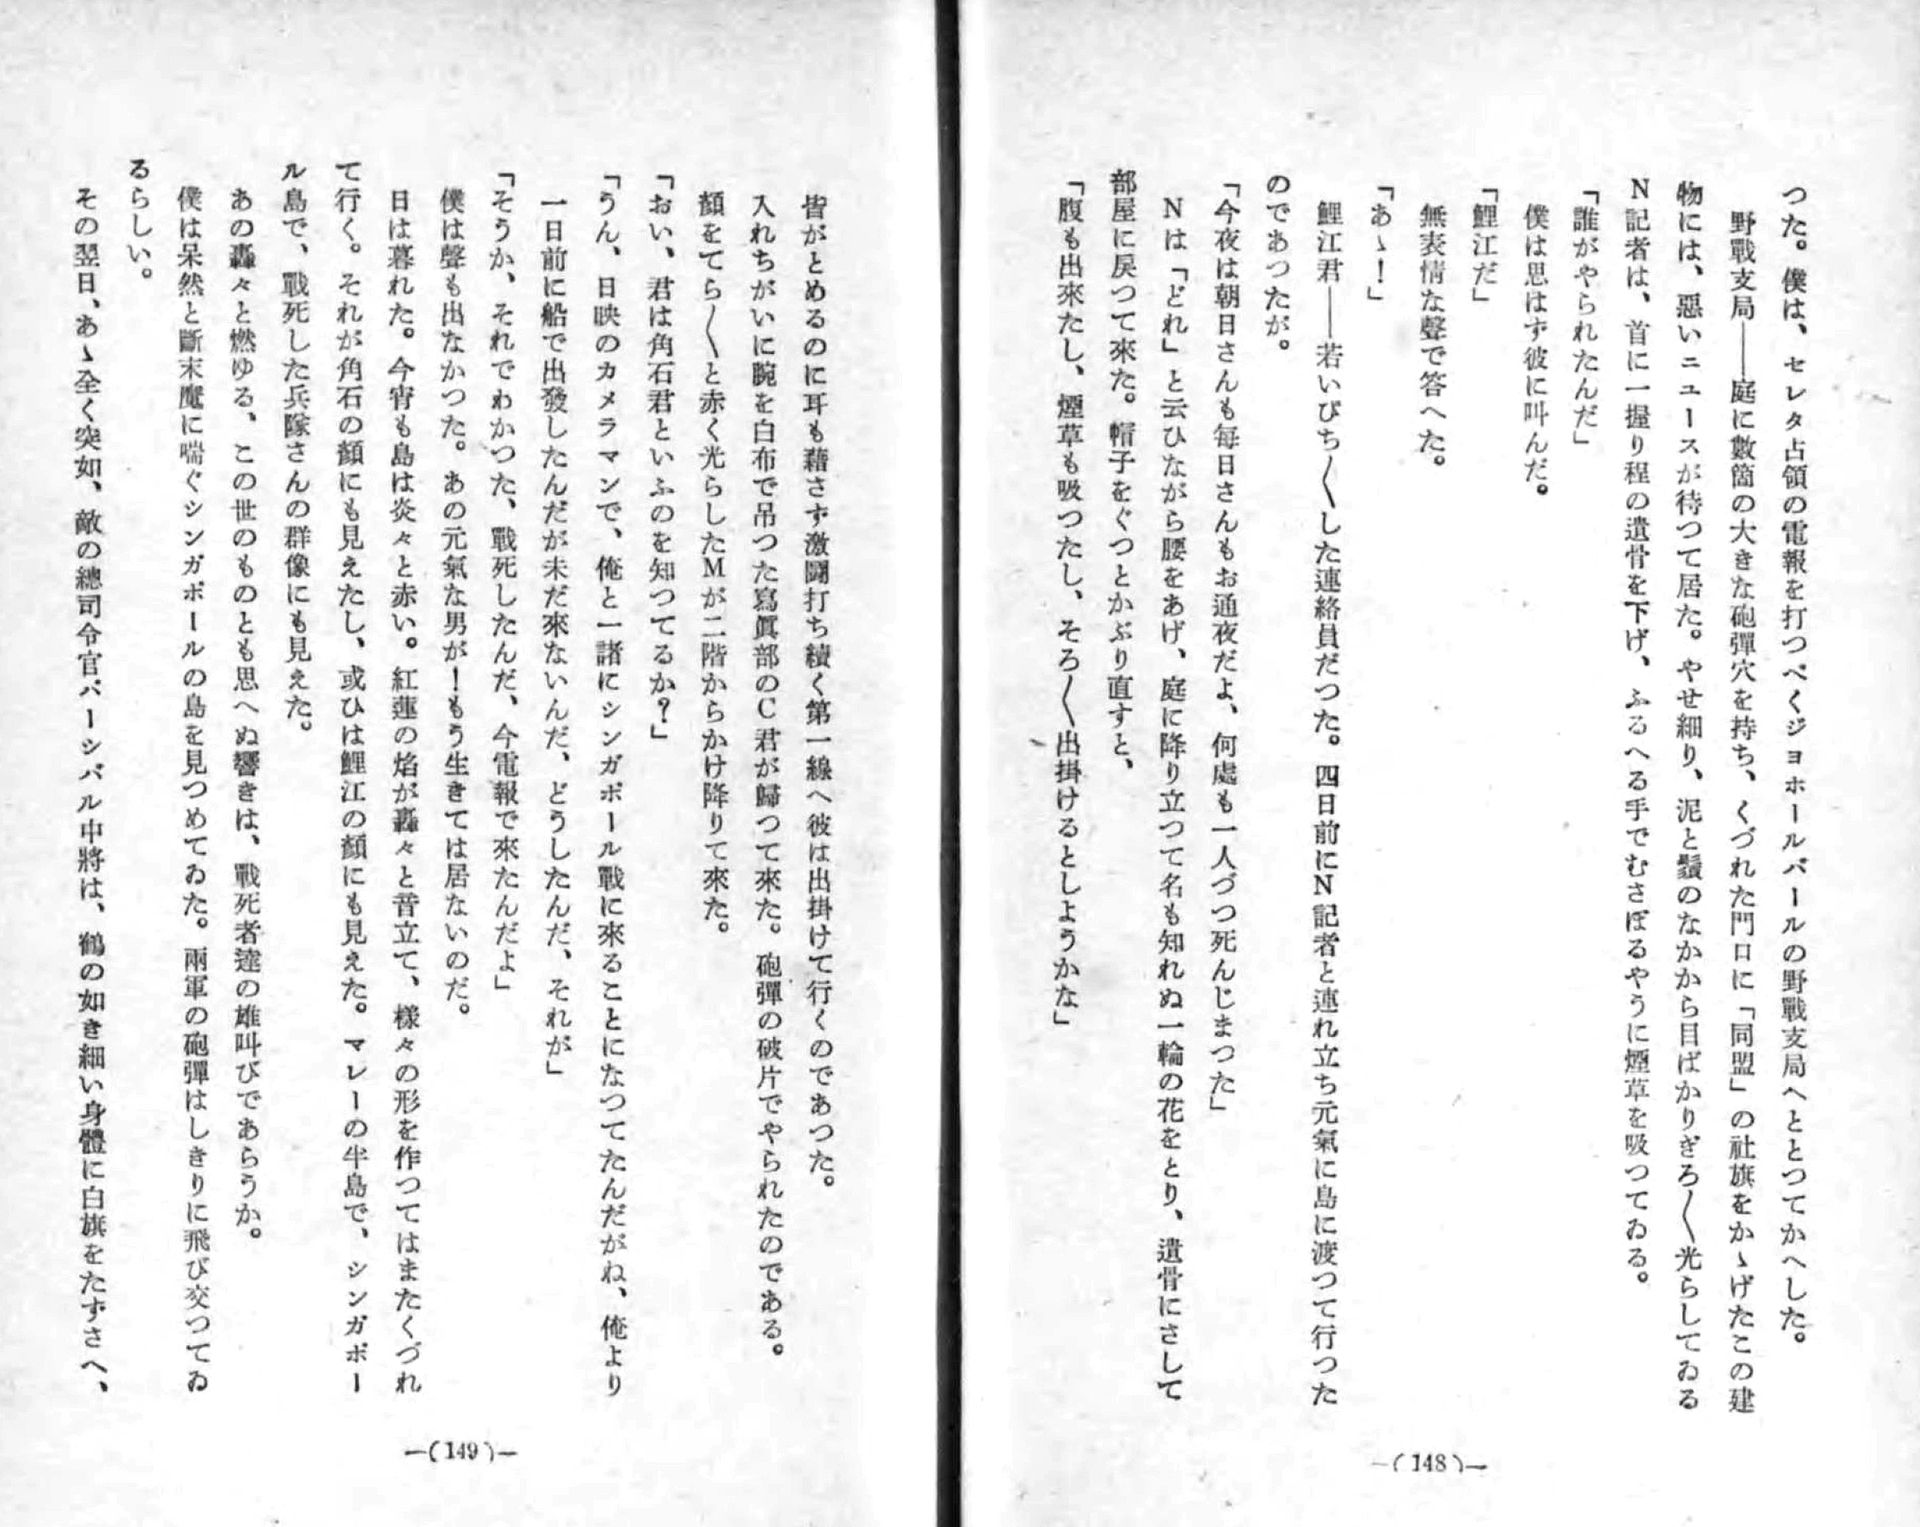 つた。僕は、セレタ占領の電報を打つべくジョホールバールの野戰支局へととつてかへした。
野戰支局――庭に數箇の大きな砲彈穴を持ち、くづれた門口に「同盟」の社旗をかゝげたこの建
物には、惡いニュースが待つて居た。やせ細り、泥と鬚のなかから目ばかりぎろ〱光らしてゐる
N記者は、首に一握り程の遺骨を下げ、ふるへる手でむさぼるやうに煙草を吸つてゐる。
「誰がやられたんだ」
僕は思はず彼に叫んだ。
「鯉江だ」
無表情な聲で答へた。
「あゝ！」
鯉江君――若いぴち〱した連絡員だつた。四日前にN記者と連れ立ち元氣に島に渡つて行つた
のであつたが。
「今夜は朝日さんも毎日さんもお通夜だよ、何處も一人づつ死んじまつた」
Nは「どれ」と云ひながら腰をあげ、庭に降り立つて名も知れぬ一輪の花をとり、遺骨にさして
部屋に戻つて來た。帽子をぐつとかぶり直すと、
「腹も出來たし、煙草も吸つたし、そろ〱出掛けるとしようかな」
―(148)―
皆がとめるのに耳も藉さず激鬪打ち續く第一線へ彼は出掛けて行くのであつた。
入れちがいに腕を白布で吊つた寫眞部のC君が歸つて來た。砲彈の破片でやられたのである。
顏をてら〱と赤く光らしたMが二階からかけ降りて來た。
「おい、君は角石君といふのを知つてるか？」
「うん、日映のカメラマンで、俺と一諸にシンガポール戰に來ることになつてたんだがね、俺より
一日前に船で出發したんだが未だ來ないんだ、どうしたんだ、それが」
「そうか、それでわかつた、戰死したんだ、今電報で來たんだよ」
僕は聲も出なかつた。あの元氣な男が！もう生きては居ないのだ。
日は暮れた。今宵も島は炎々と赤い。紅蓮の焰が轟々と音立て、樣々の形を作つてはまたくづれ
て行く。それが角石の顏にも見えたし、或ひは鯉江の顏にも見えた。マレーの半島で、シンガポー
ル島で、戰死した兵隊さんの群像にも見えた。
あの轟々と燃ゆる、この世のものとも思へぬ響きは、戰死者達の雄叫びであらうか。
僕は呆然と斷末魔に喘ぐシンガポールの島を見つめてゐた。兩軍の砲彈はしきりに飛び交つてゐ
るらしい。
その翌日、あゝ全く突如、敵の總司令官パーシバル中將は、鶴の如き細い身體に白旗をたずさへ、
―(149)―